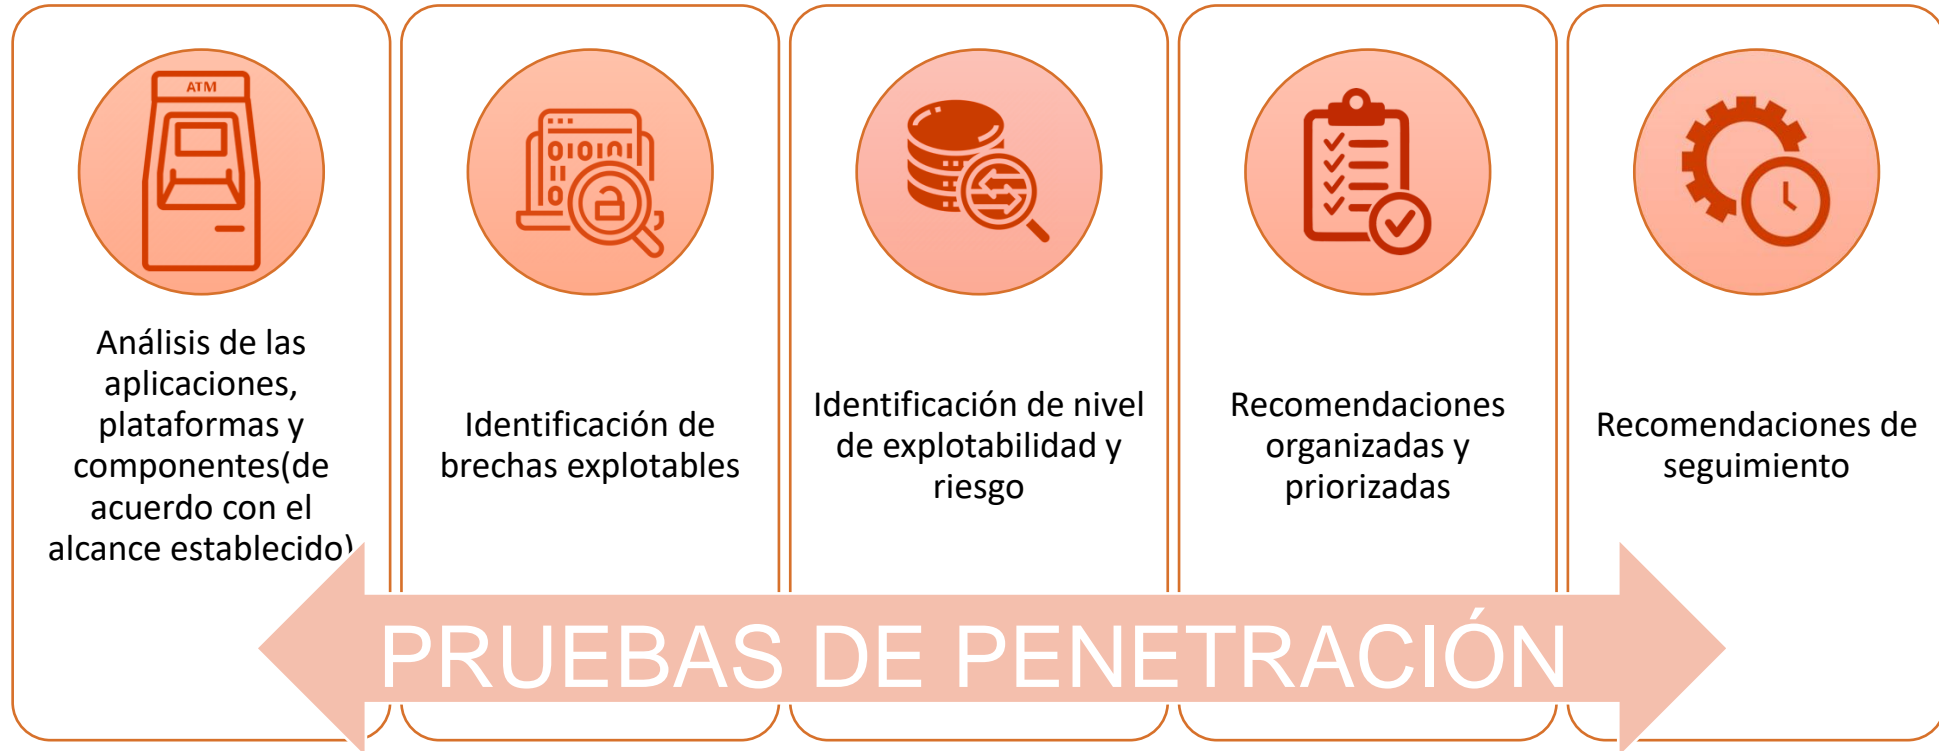 ATM
Análisis de las
aplicaciones,
plataformas y
componentes(de
acuerdo con el
alcance establecido)
01010101
Identificación de
brechas explotables
Identificación de nivel
de explotabilidad y
riesgo
Recomendaciones
organizadas y
priorizadas
Recomendaciones de
seguimiento
PRUEBAS DE PENETRACIÓN